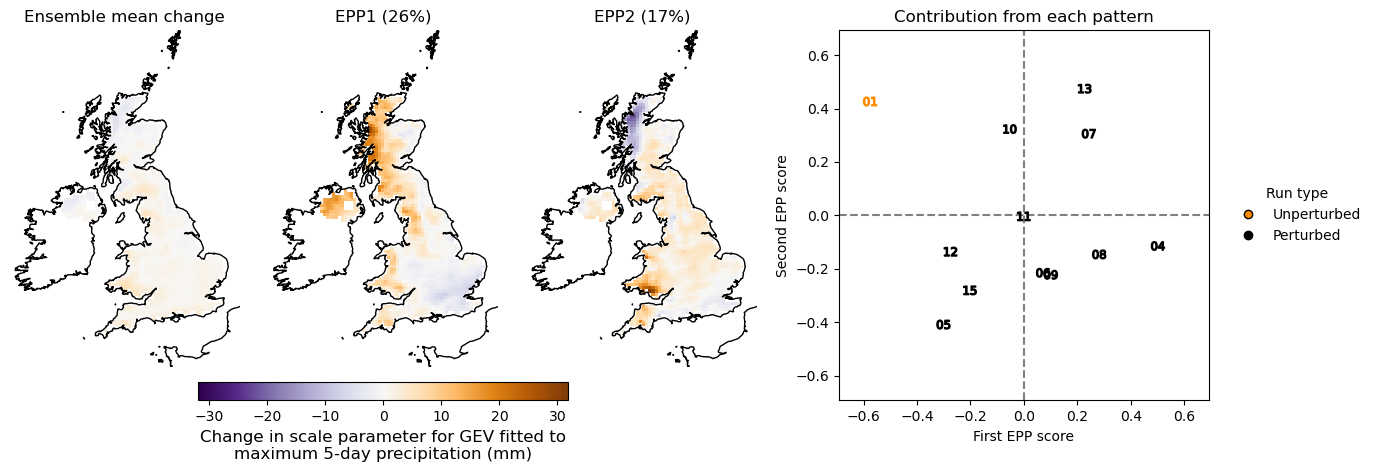 Ensemble mean change
EPP1 (26%)
EPP2 (17%)
Contribution from each pattern
−30 −20 −10 0 10 20 30
Change in scale parameter for GEV fitted to
maximum 5-day precipitation (mm)
Second EPP score
0.6
0.4
0.2
0.0
−0.2
−0.4
−0.6
01
13
10
07
11
12
04
08
06
09
15
05
−0.6 −0.4 −0.2 0.0 0.2 0.4 0.6
First EPP score
Run type
Unperturbed
Perturbed